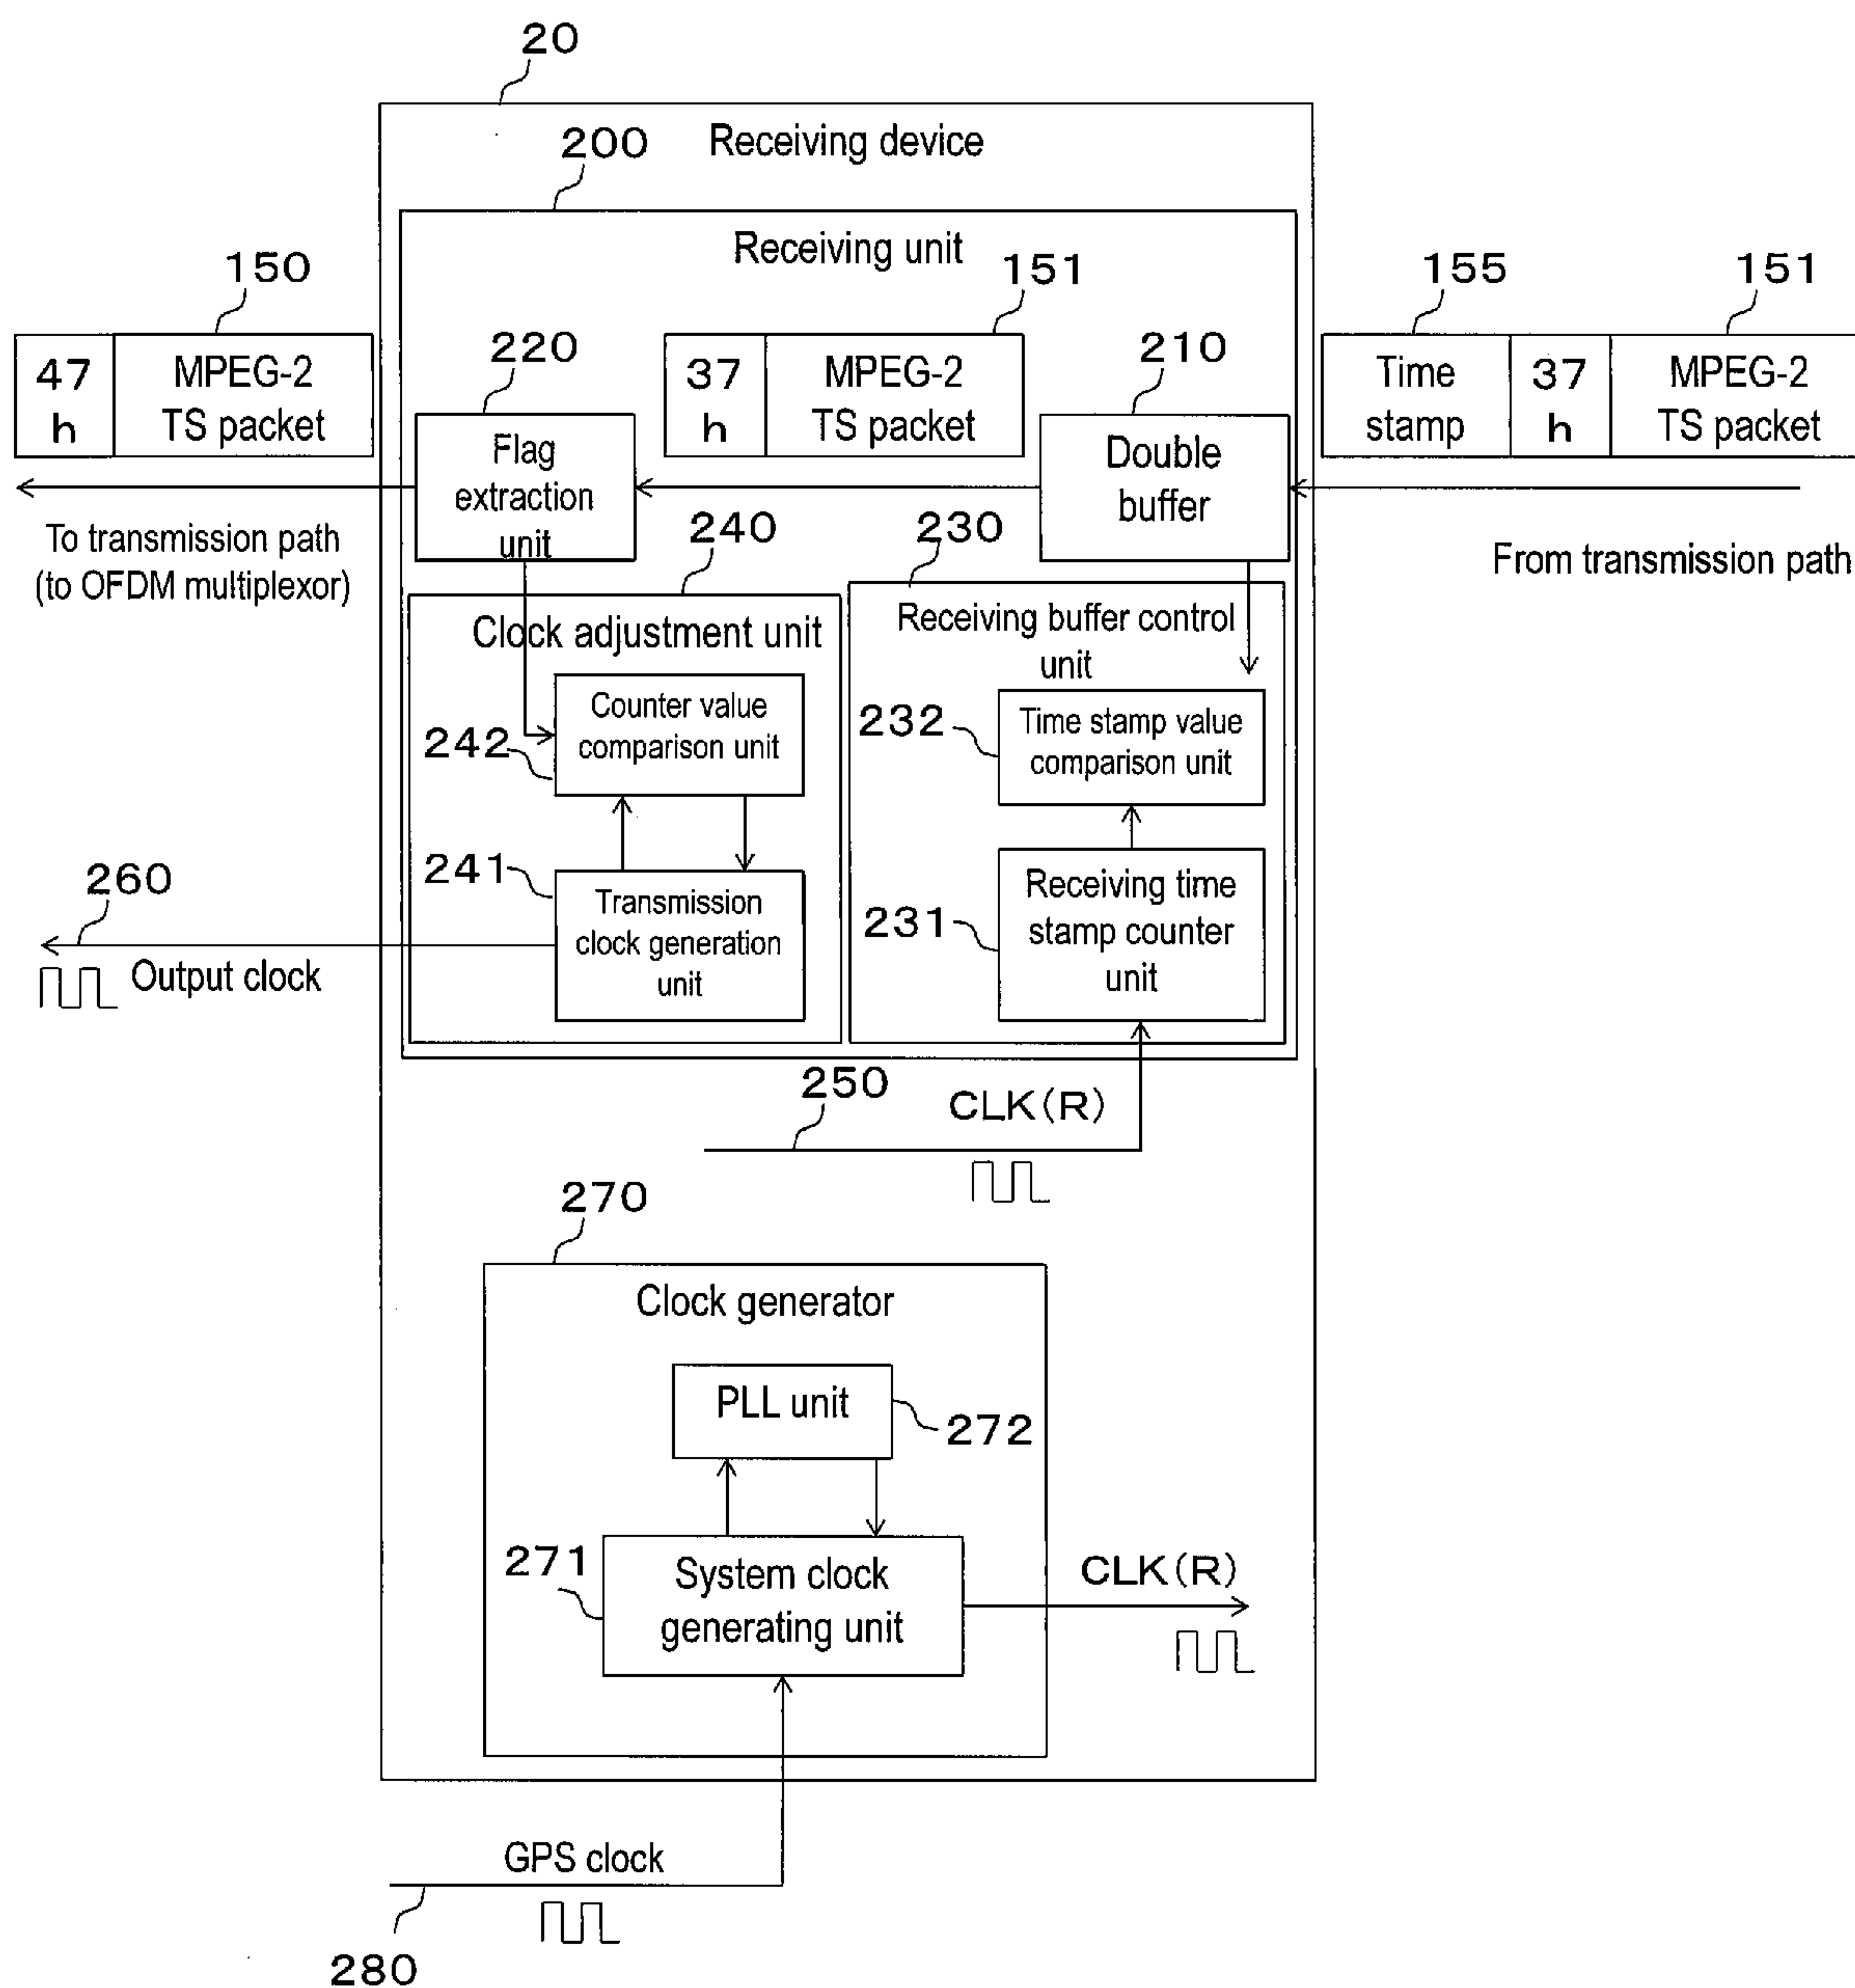 20
Receiving device
200
Receiving unit
150
151
155
151
47
h
MPEG-2
TS packet
220
37
h
MPEG-2
TS packet
210
Time
stamp
37
h
MPEG-2
TS packet
Flag
extraction
unit
Double
buffer
To transmission path
(to OFDM multiplexor)
From transmission path
240
230
Clock adjustment unit
Receiving buffer control
unit
Counter value
comparison unit
242
232
Time stamp value
comparison unit
241
Transmission
clock generation
unit
231
Receiving time
stamp counter
unit
260
Output clock
250
CLK(R)
270
Clock generator
PLL unit
272
271
System clock
generating unit
CLK(R)
GPS clock
280